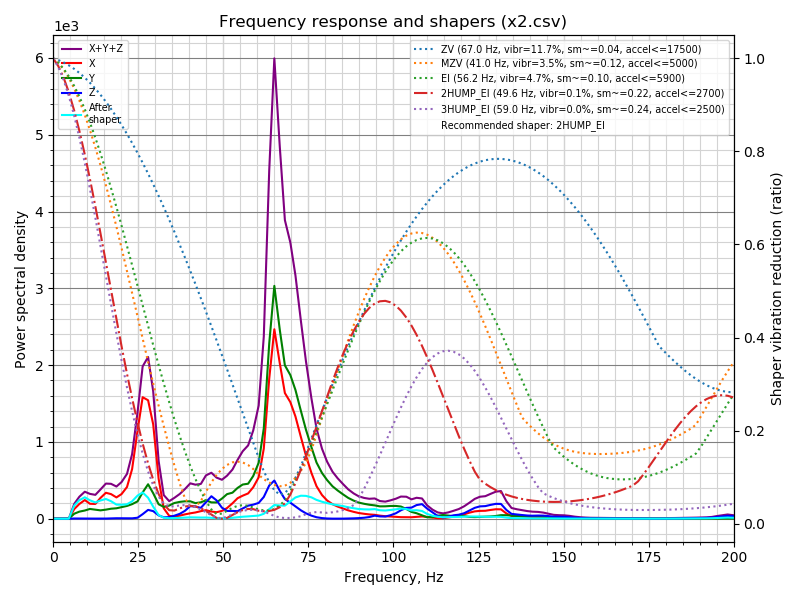 Frequency response and shapers (x2.csv)
1e3
X+Y+Z
X
Y
Z
After
shaper
ZV (67.0 Hz, vibr=11.7%, sm~=0.04, accel<=17500)
MZV (41.0 Hz, vibr=3.5%, sm~=0.12, accel<=5000)
EI (56.2 Hz, vibr=4.7%, sm~=0.10, accel<=5900)
2HUMP_EI (49.6 Hz, vibr=0.1%, sm~=0.22, accel<=2700)
3HUMP_EI (59.0 Hz, vibr=0.0%, sm~=0.24, accel<=2500)
Recommended shaper: 2HUMP_EI
6
5
4
3
2
1
0
Power spectral density
1.0
0.8
0.6
0.4
0.2
0.0
Shaper vibration reduction (ratio)
0 25 50 75 100 125 150 175 200
Frequency, Hz